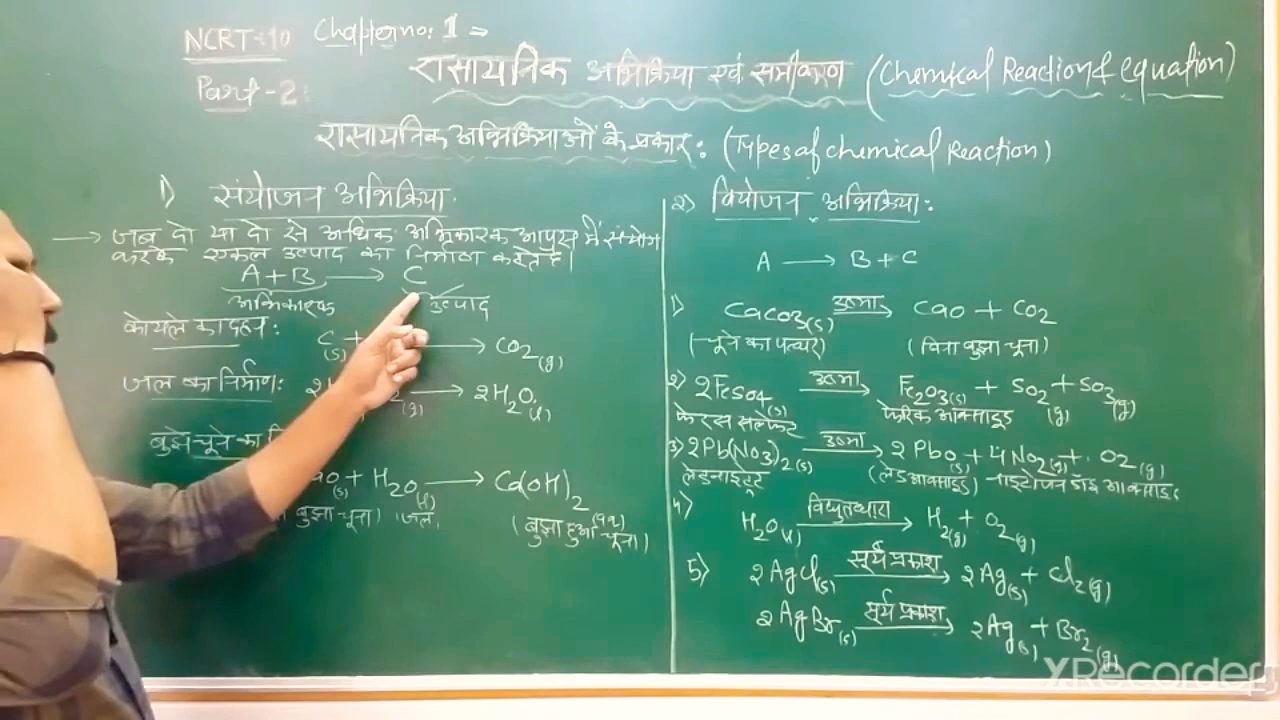 NCRT-10 Chapter no: 1 =
रासायनिक अभिक्रिया एवं समीकरण (Chemical Reaction & equation)
Part-2:
रासायनिक अभिक्रियाओं के प्रकार: (Types of chemical Reaction)
1) संयोजन अभिक्रिया.
→ जब दो या दो से अधिक अभिकारक आपस में संयोग
करके एकल उत्पाद का निर्माण करते है।
A + B → C
अभिकारक उत्पाद
कोयले का दहन:
C(s) + → CO2(g)
जल का निर्माण:
2H 2(g) → 2H2O(l)
बुझे चूने का
aO(s) + H2O(l) → Ca(OH)2(aq)
बुझा चूना) जल (बुझा हुआ चूना)
2) वियोजन अभिक्रिया:
A → B + C
1) CaCO3(s) उष्मा→ CaO + CO2
(चूने का पत्थर) (बिना बुझा चूना)
2) 2FeSO4(s) उष्मा→ Fe2O3(s) + SO2(g) + SO3(g)
फेरस सल्फेट फेरिक आक्साइड
3) 2Pb(NO3)2(s) उष्मा→ 2PbO(s) + 4NO2(g) + O2(g)
लेडनाइट्रेट (लेड आक्साइड) नाइट्रोजन डाई आक्साइड
4) H2O(l) विद्युतधारा→ H2(g) + O2(g)
5) 2AgCl(s) सूर्य प्रकाश→ 2Ag(s) + Cl2(g)
2AgBr(s) सूर्य प्रकाश→ 2Ag(s) + Br2(g)
XRecorder